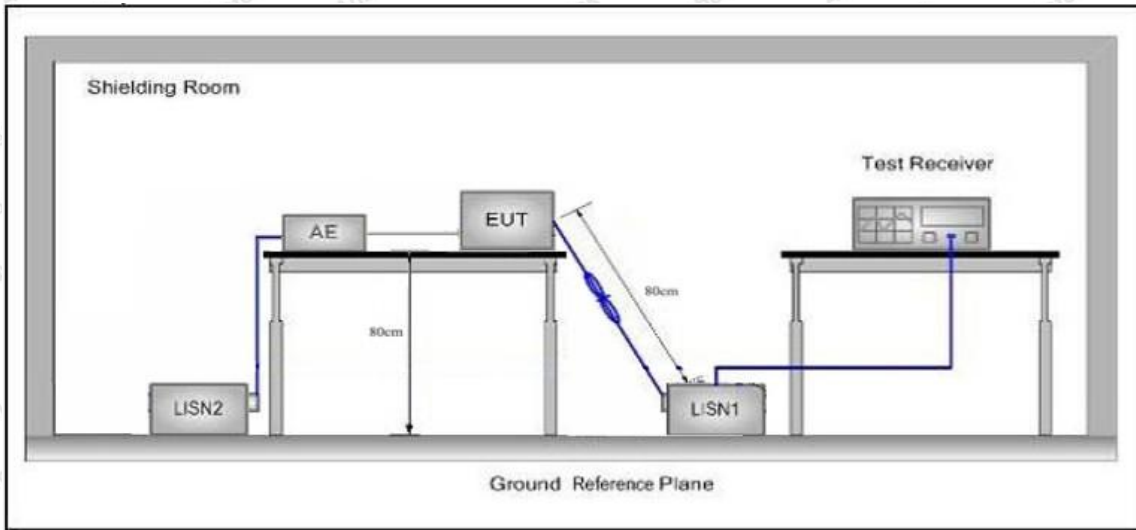 Shielding Room
Test Receiver
EUT
AE
80cm
80cm
LISN2
LISN1
Ground Reference Plane